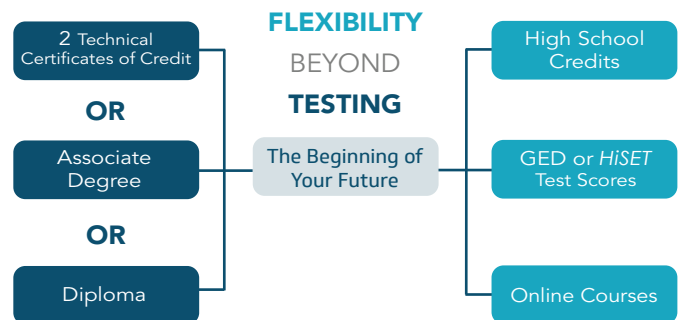 2 Technical
Certificates of Credit
OR
Associate
Degree
OR
Diploma
FLEXIBILITY
BEYOND
TESTING
The Beginning of
Your Future
High School
Credits
GED or HiSET
Test Scores
Online Courses